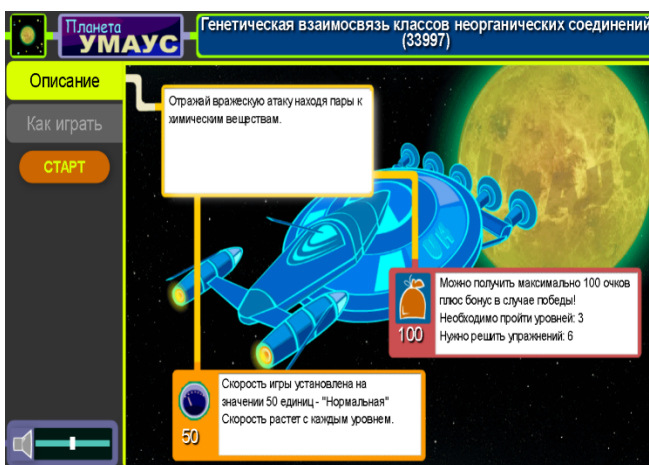 Планета
УМАУС
Генетическая взаимосвязь классов неорганических соединений
(33997)
Описание
Как играть
СТАРТ
Отражай вражескую атаку находя пары к
химическим веществам.
Можно получить максимально 100 очков
плюс бонус в случае победы!
Необходимо пройти уровней: 3
Нужно решить упражнений: 6
100
Скорость игры установлена на
значении 50 единиц - "Нормальная"
Скорость растет с каждым уровнем.
50